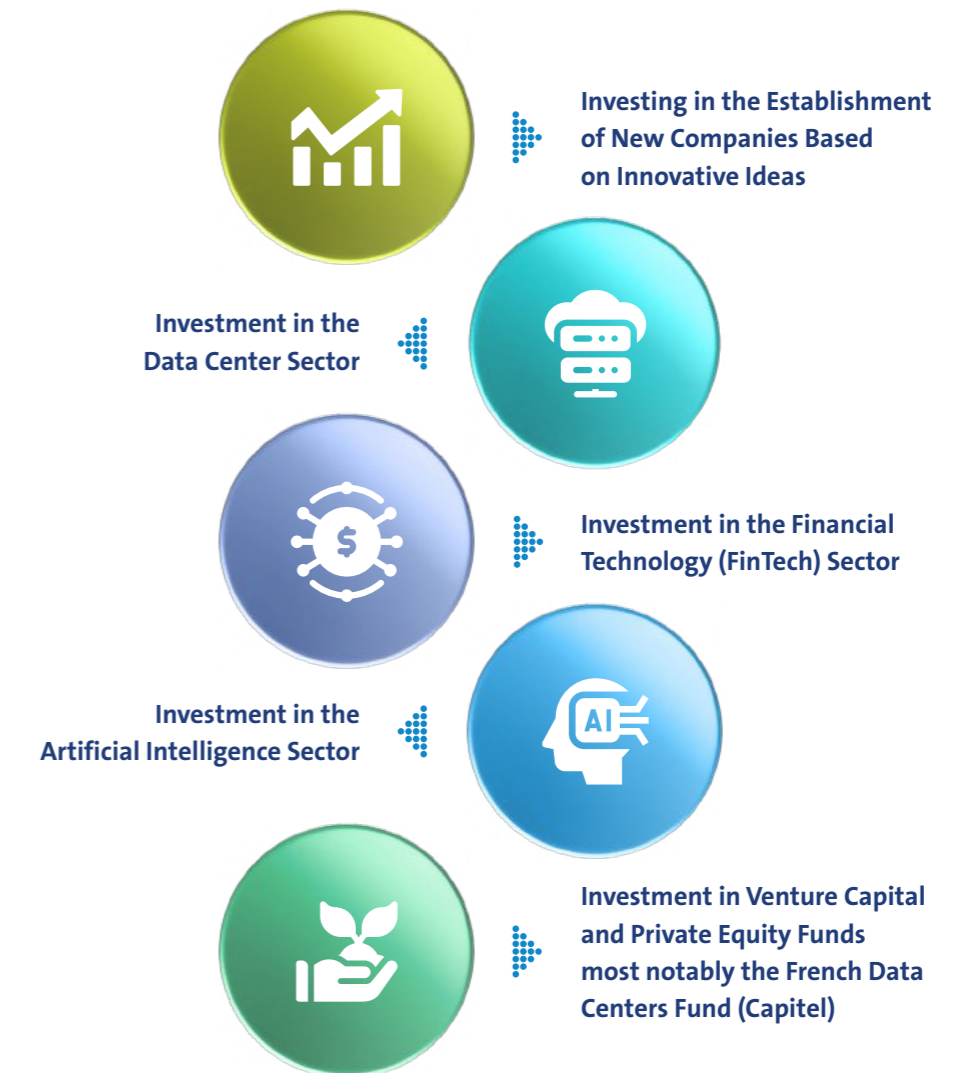 Investing in the Establishment
of New Companies Based
on Innovative Ideas
Investment in the
Data Center Sector
$
Investment in the Financial
Technology (FinTech) Sector
Investment in the
Artificial Intelligence Sector
AI
Investment in Venture Capital
and Private Equity Funds
most notably the French Data
Centers Fund (Capitel)